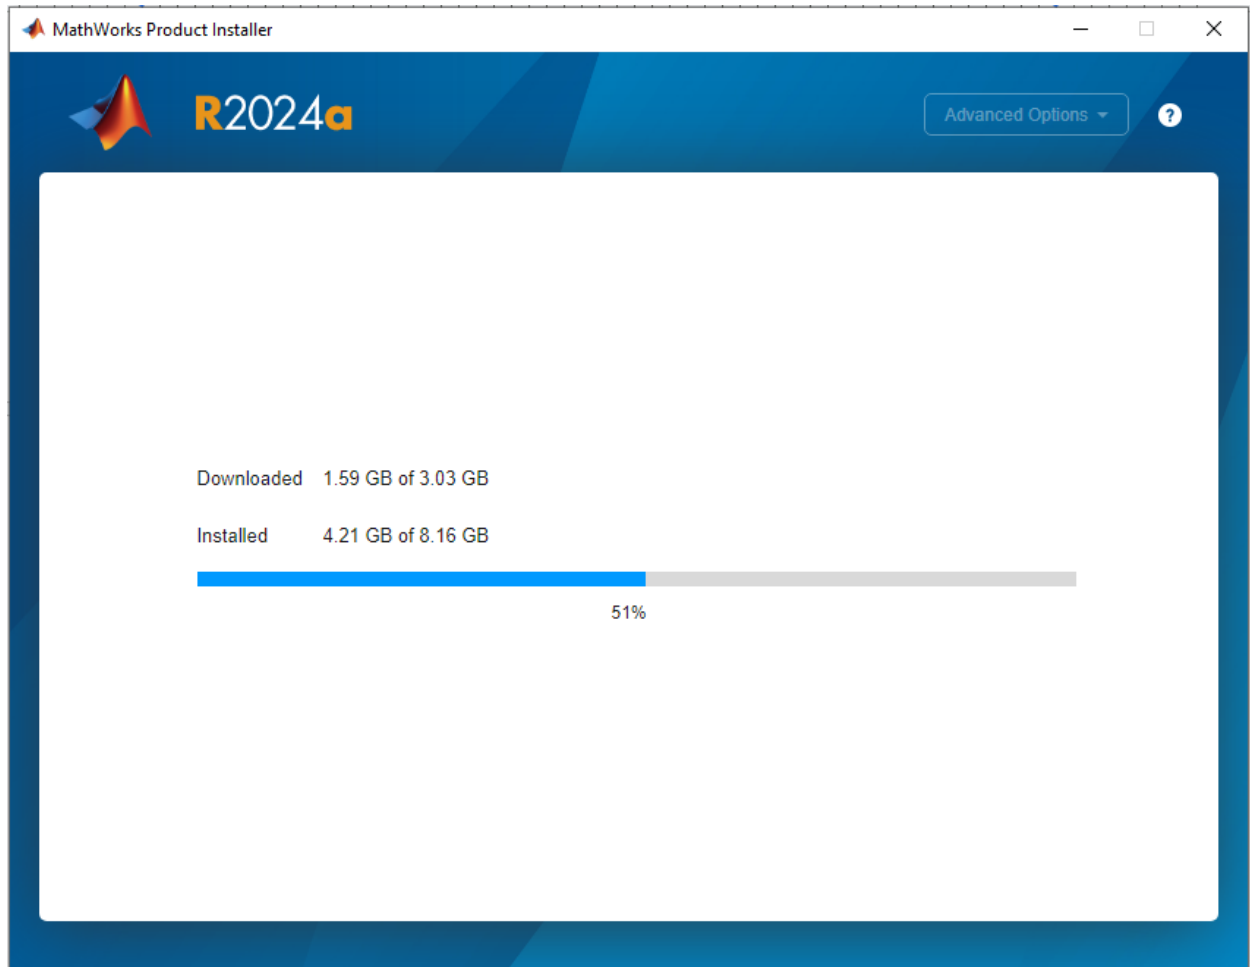 MathWorks Product Installer
R2024a
Advanced Options
?
Downloaded 1.59 GB of 3.03 GB
Installed 4.21 GB of 8.16 GB
51%